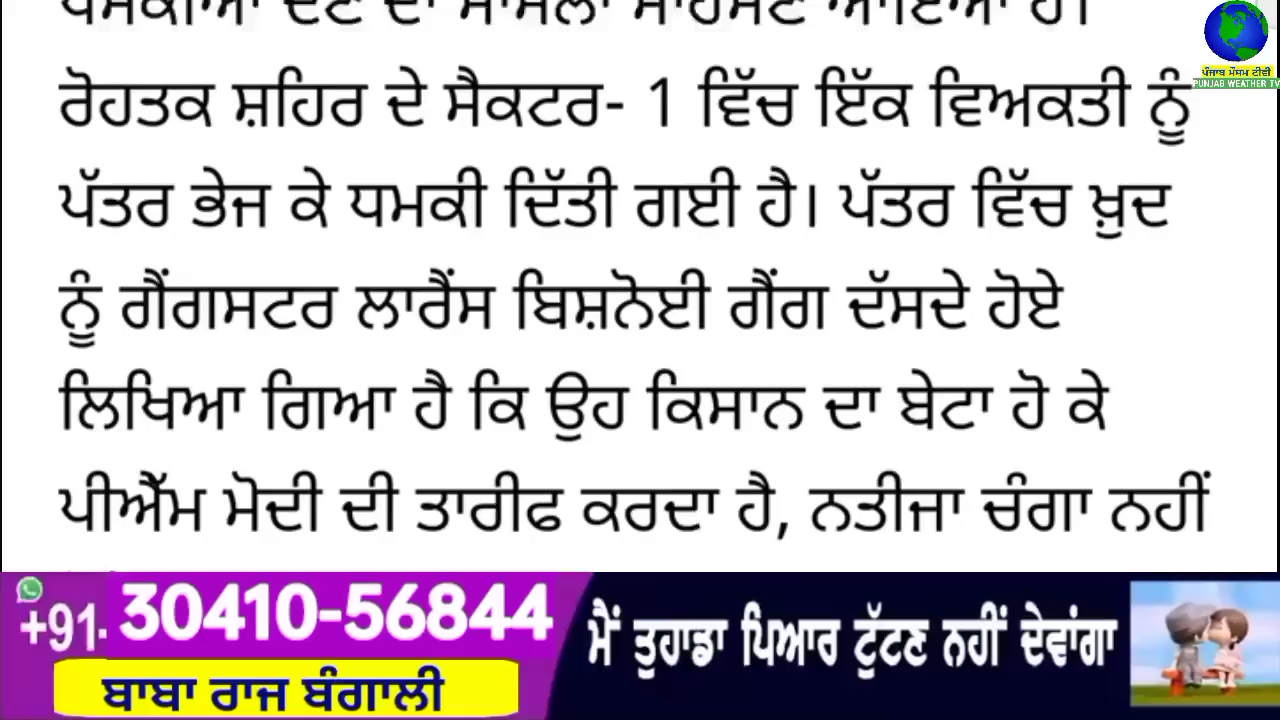 ਰੋਹਤਕ ਸ਼ਹਿਰ ਦੇ ਸੈਕਟਰ- 1 ਵਿੱਚ ਇੱਕ ਵਿਅਕਤੀ ਨੂੰ
ਪੱਤਰ ਭੇਜ ਕੇ ਧਮਕੀ ਦਿੱਤੀ ਗਈ ਹੈ। ਪੱਤਰ ਵਿੱਚ ਖ਼ੁਦ
ਨੂੰ ਗੈਂਗਸਟਰ ਲਾਰੈਂਸ ਬਿਸ਼ਨੋਈ ਗੈਂਗ ਦੱਸਦੇ ਹੋਏ
ਲਿਖਿਆ ਗਿਆ ਹੈ ਕਿ ਉਹ ਕਿਸਾਨ ਦਾ ਬੇਟਾ ਹੋ ਕੇ
ਪੀਐੱਮ ਮੋਦੀ ਦੀ ਤਾਰੀਫ ਕਰਦਾ ਹੈ, ਨਤੀਜਾ ਚੰਗਾ ਨਹੀਂ
ਪੰਜਾਬ ਮੌਸਮ ਟੀਵੀ
PUNJAB WEATHER TV
+91- 30410-56844
ਬਾਬਾ ਰਾਜ ਬੰਗਾਲੀ
ਮੈਂ ਤੁਹਾਡਾ ਪਿਆਰ ਟੁੱਟਣ ਨਹੀਂ ਦੇਵਾਂਗਾ